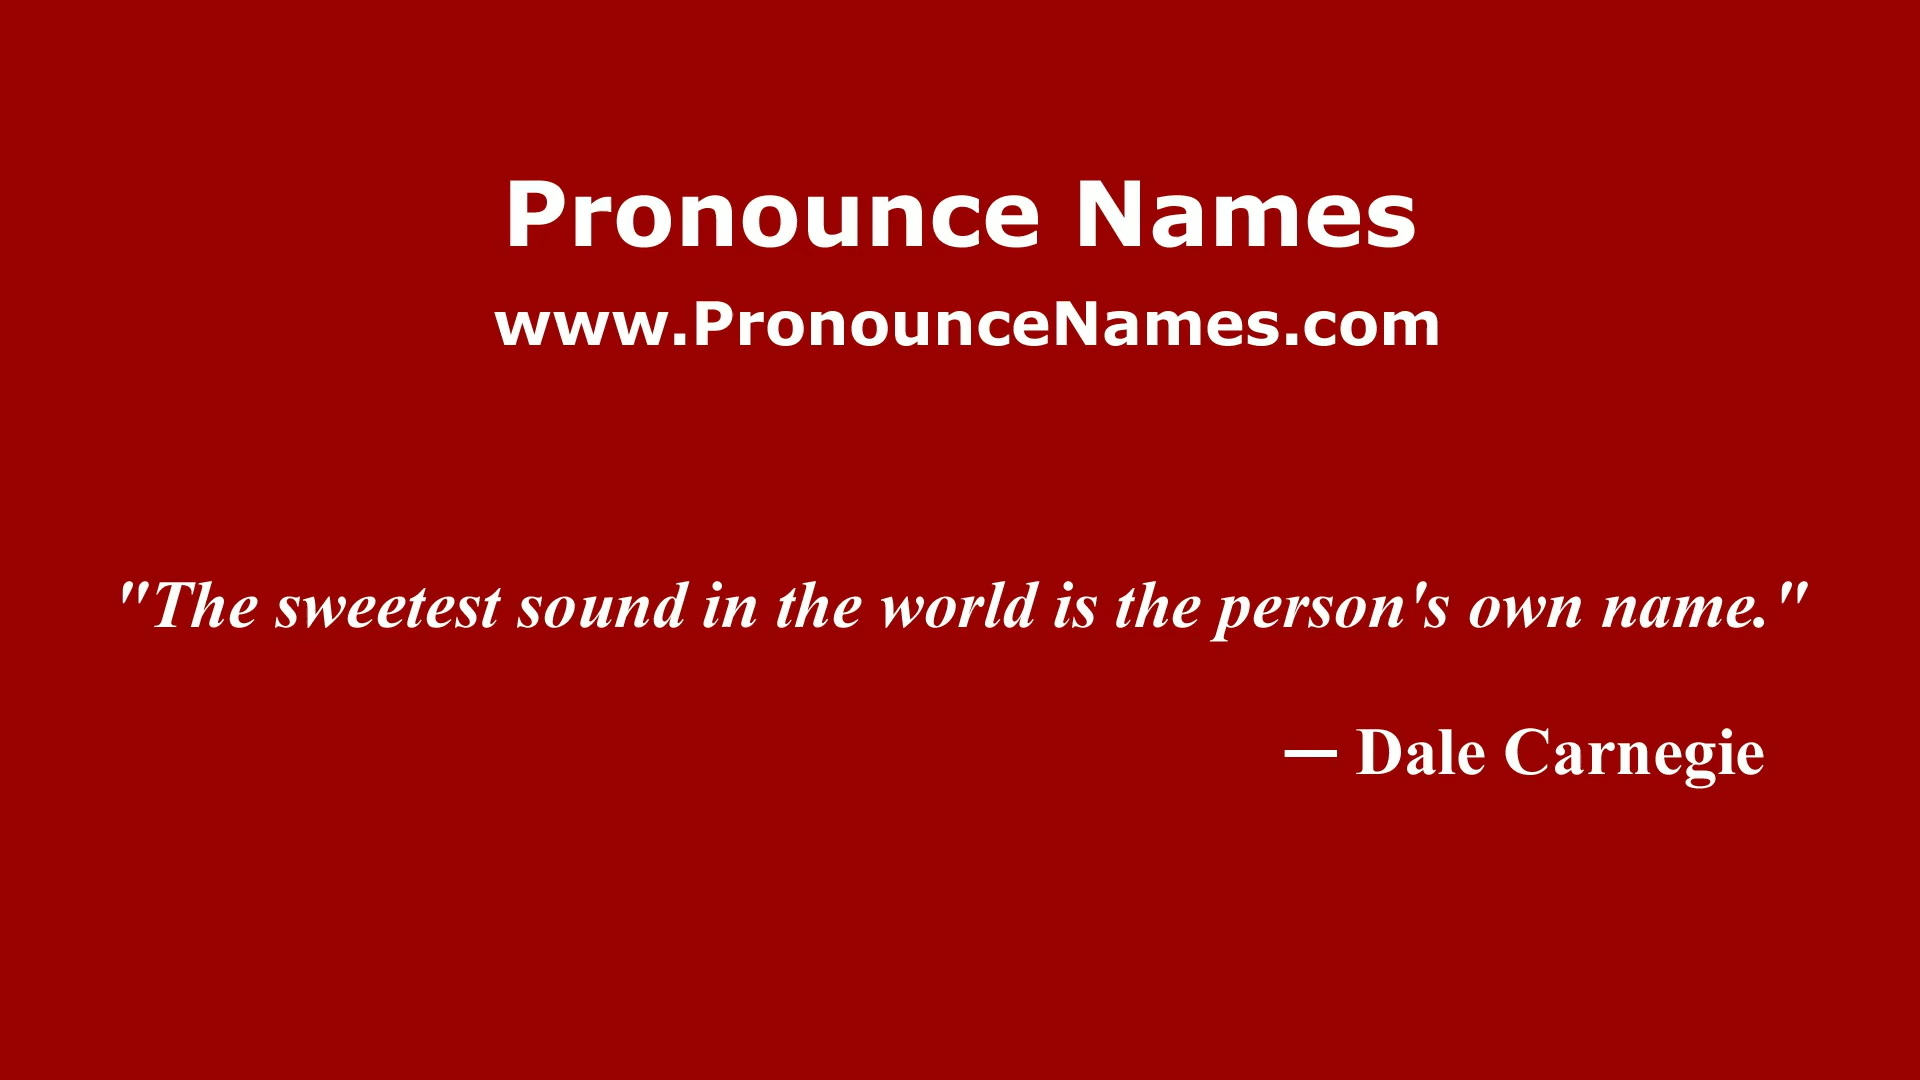 Pronounce Names
www.PronounceNames.com
"The sweetest sound in the world is the person's own name."
— Dale Carnegie